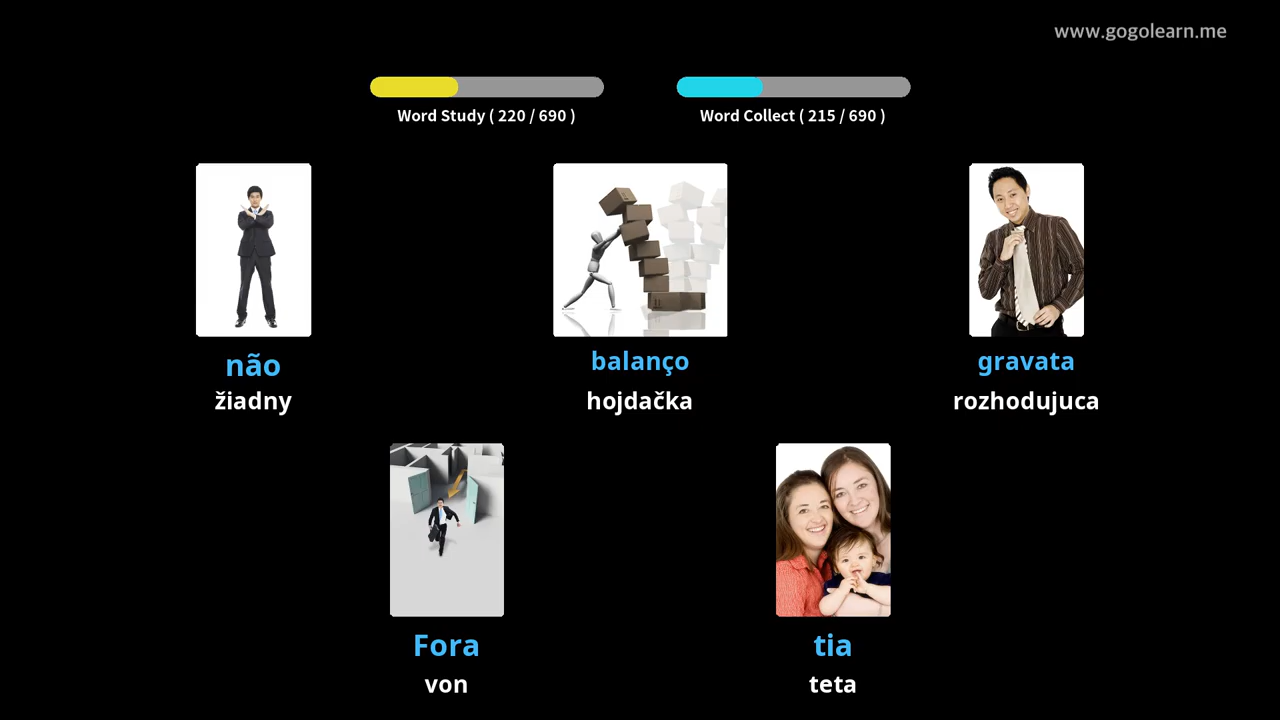 www.gogolearn.me
Word Study ( 220 / 690 )
Word Collect ( 215 / 690 )
não
žiadny
balanço
hojdačka
gravata
rozhodujuca
Fora
von
tia
teta